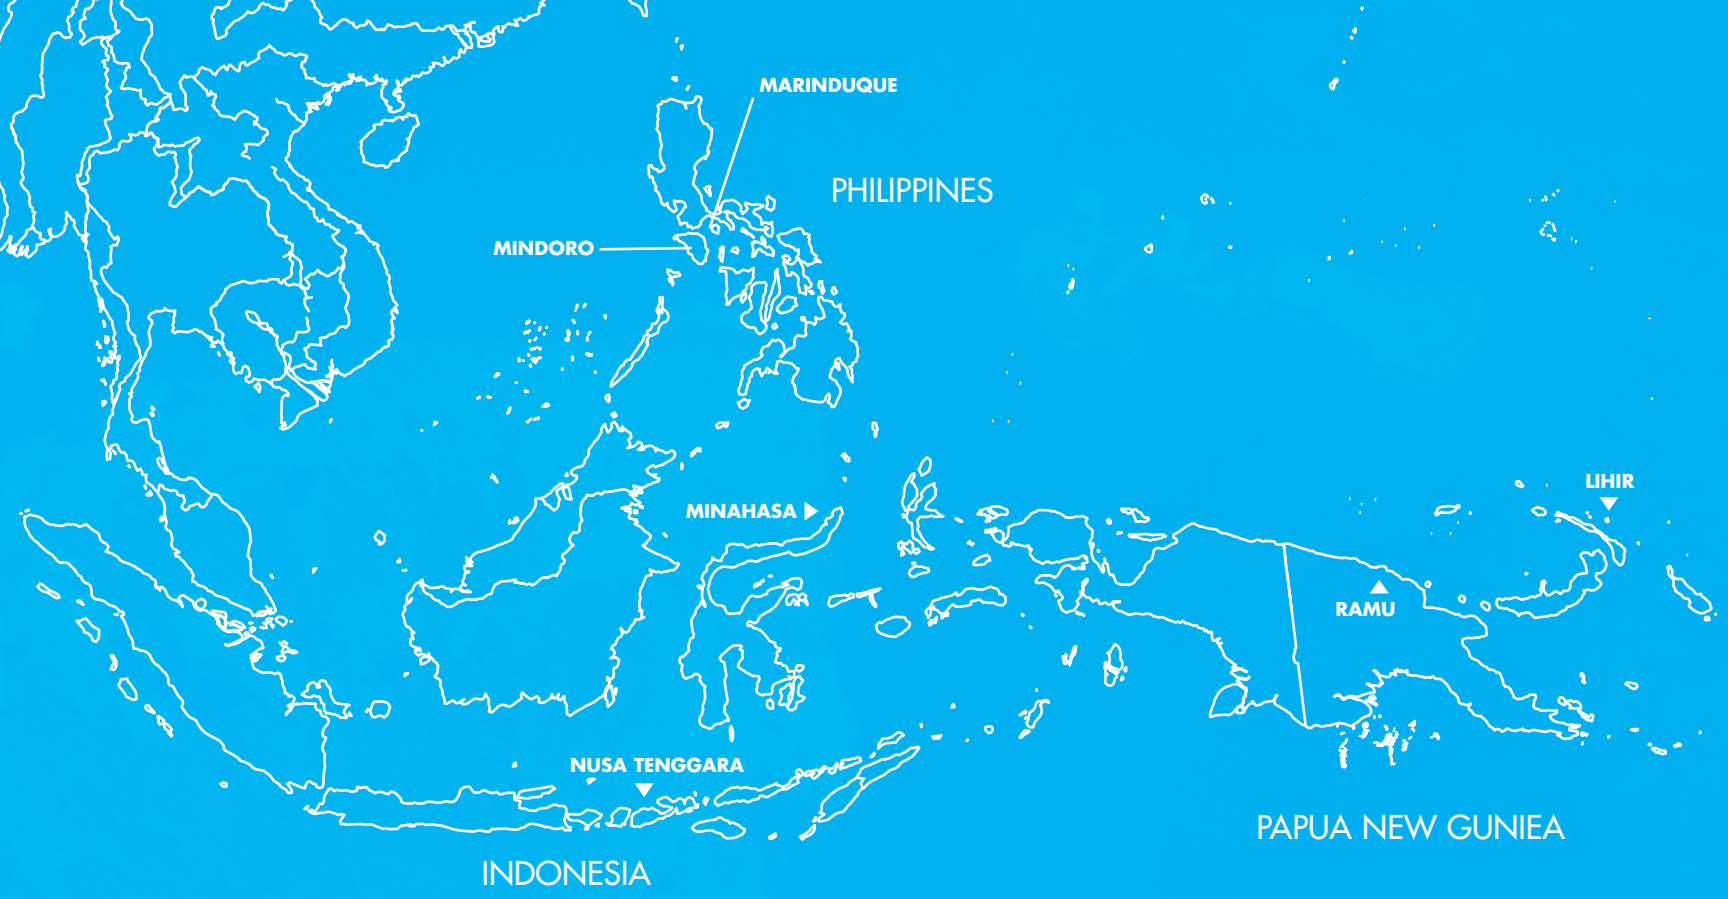 MARINDUQUE
PHILIPPINES
MINDORO
LIHIR
MINAHASA
RAMU
NUSA TENGGARA
PAPUA NEW GUNIEA
INDONESIA